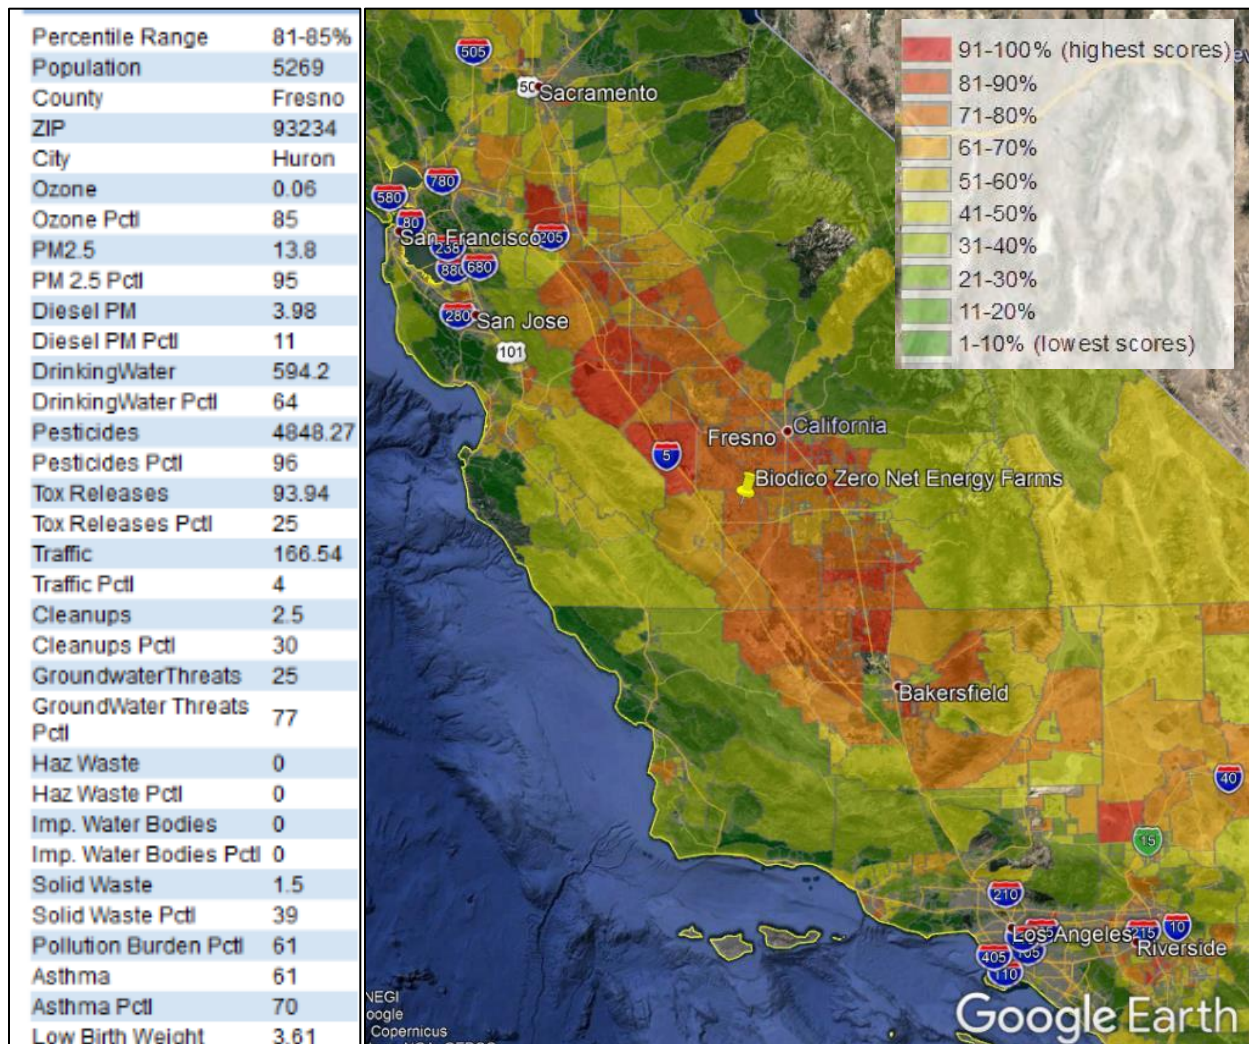 Percentile Range 81-85%
Population 5269
County Fresno
ZIP 93234
City Huron
Ozone 0.06
Ozone Pctl 85
PM2.5 13.8
PM 2.5 Pctl 95
Diesel PM 3.98
Diesel PM Pctl 11
DrinkingWater 594.2
DrinkingWater Pctl 64
Pesticides 4848.27
Pesticides Pctl 96
Tox Releases 93.94
Tox Releases Pctl 25
Traffic 166.54
Traffic Pctl 4
Cleanups 2.5
Cleanups Pctl 30
GroundwaterThreats 25
GroundWater Threats
Pctl 77
Haz Waste 0
Haz Waste Pctl 0
Imp. Water Bodies 0
Imp. Water Bodies Pctl 0
Solid Waste 1.5
Solid Waste Pctl 39
Pollution Burden Pctl 61
Asthma 61
Asthma Pctl 70
Low Birth Weight 3.61
91-100% (highest scores)
81-90%
71-80%
61-70%
51-60%
41-50%
31-40%
21-30%
11-20%
1-10% (lowest scores)
505
50
Sacramento
780
580
80
San Francisco
205
238
880
680
280
San Jose
101
California
Fresno
5
Biodico Zero Net Energy Farms
Bakersfield
40
15
210
Los Angeles
215
10
Riverside
405
105
110
NEGI
oogle
Copernicus
Google Earth